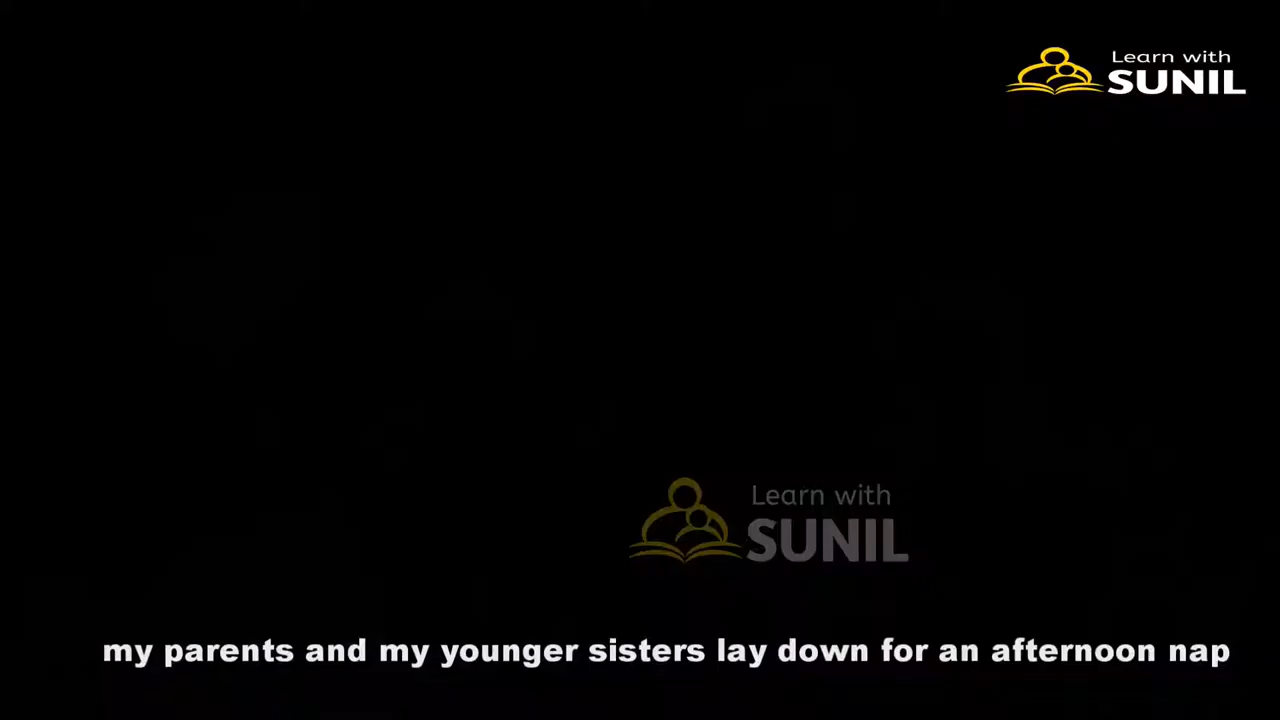 Learn with
SUNIL
Learn with
SUNIL
my parents and my younger sisters lay down for an afternoon nap